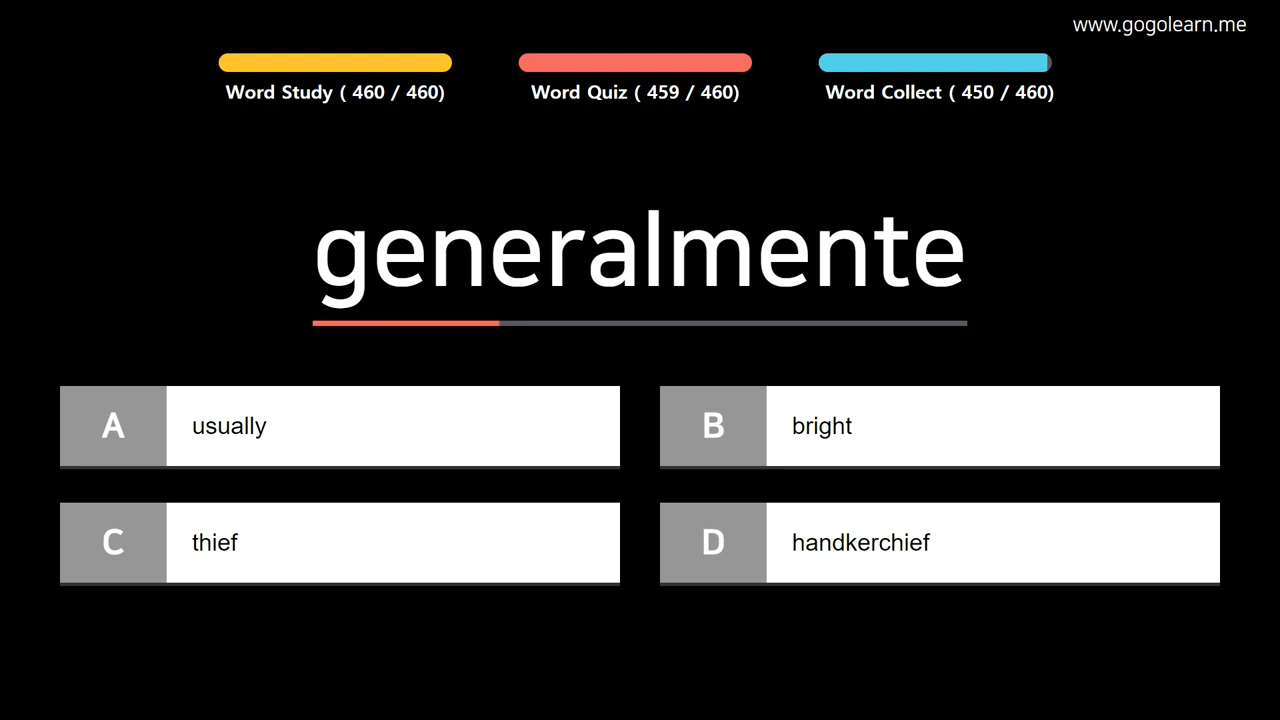 www.gogolearn.me
Word Study ( 460 / 460)
Word Quiz ( 459 / 460)
Word Collect ( 450 / 460)
generalmente
A usually
B bright
C thief
D handkerchief